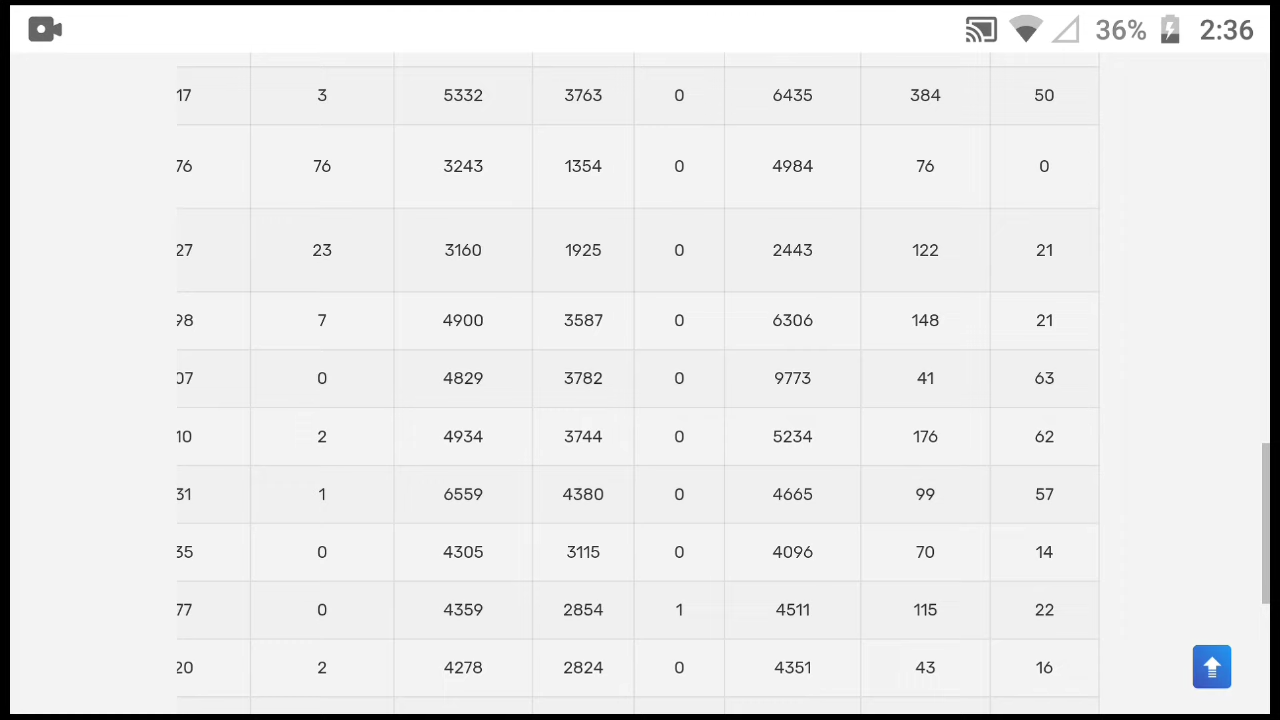 36% 2:36
17 3 5332 3763 0 6435 384 50
76 76 3243 1354 0 4984 76 0
27 23 3160 1925 0 2443 122 21
98 7 4900 3587 0 6306 148 21
07 0 4829 3782 0 9773 41 63
10 2 4934 3744 0 5234 176 62
31 1 6559 4380 0 4665 99 57
35 0 4305 3115 0 4096 70 14
77 0 4359 2854 1 4511 115 22
20 2 4278 2824 0 4351 43 16